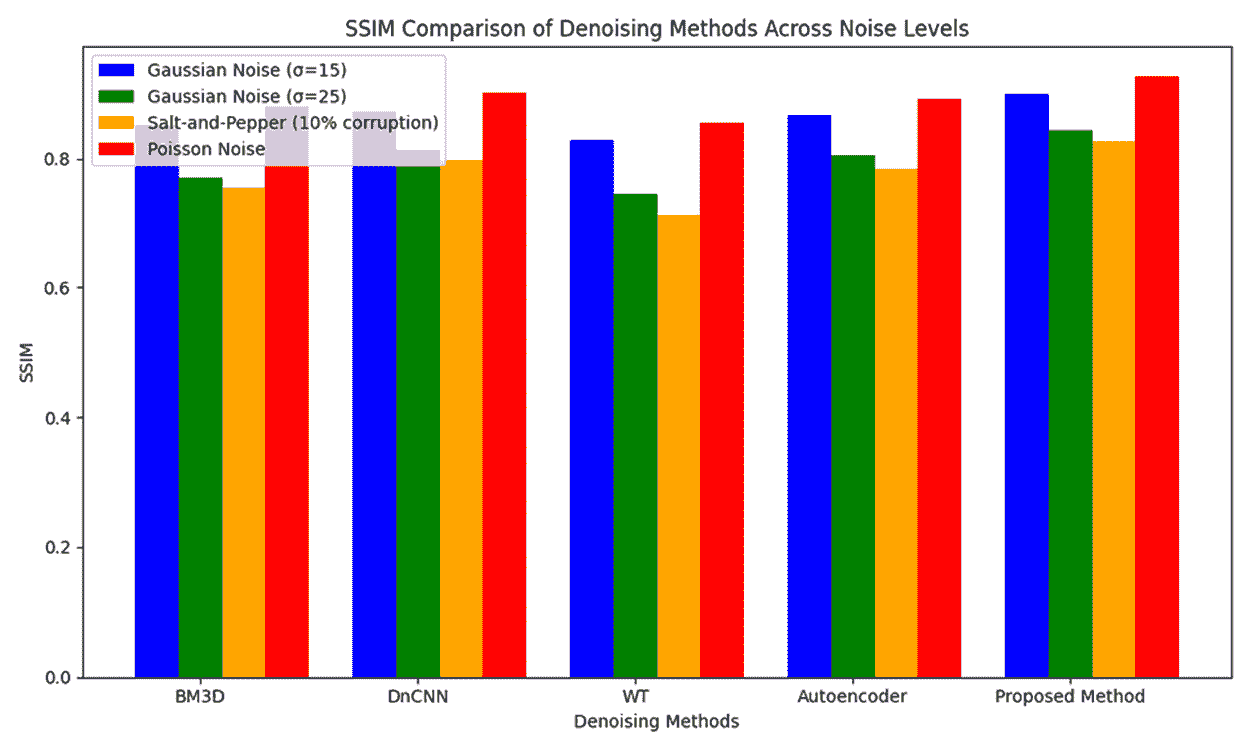 SSIM Comparison of Denoising Methods Across Noise Levels
Gaussian Noise (σ=15)
Gaussian Noise (σ=25)
Salt-and-Pepper (10% corruption)
Poisson Noise
0.8
0.6
0.4
0.2
0.0
SSIM
BM3D DnCNN WT Autoencoder Proposed Method
Denoising Methods